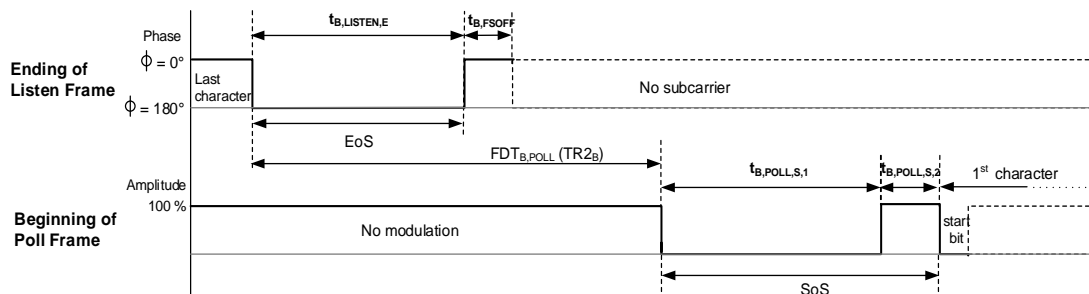 tB,LISTEN,E
tB,FSOFF
Phase
ϕ = 0°
Ending of
Listen Frame
Last
character
No subcarrier
ϕ = 180°
EoS
FDTB,POLL (TR2B)
tB,POLL,S,1
tB,POLL,S,2
1st character
Amplitude
100 %
Beginning of
Poll Frame
No modulation
start
bit
SoS